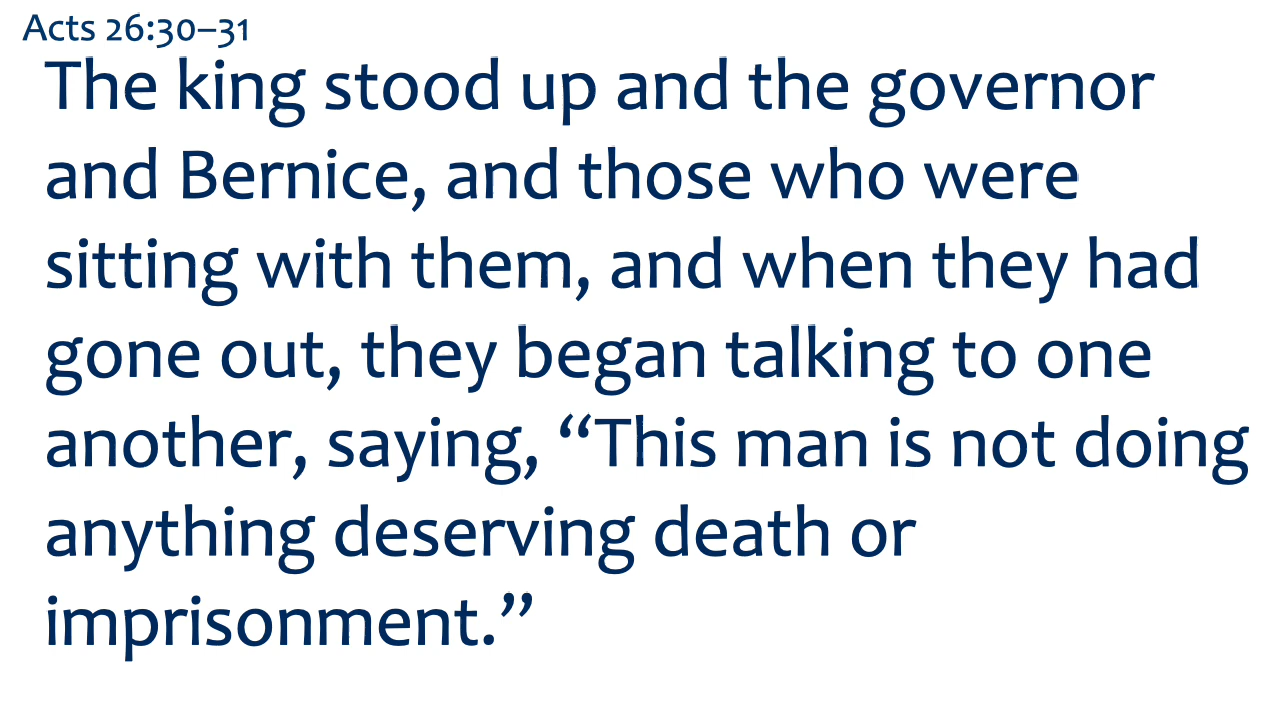 Acts 26:30–31
The king stood up and the governor
and Bernice, and those who were
sitting with them, and when they had
gone out, they began talking to one
another, saying, “This man is not doing
anything deserving death or
imprisonment.”